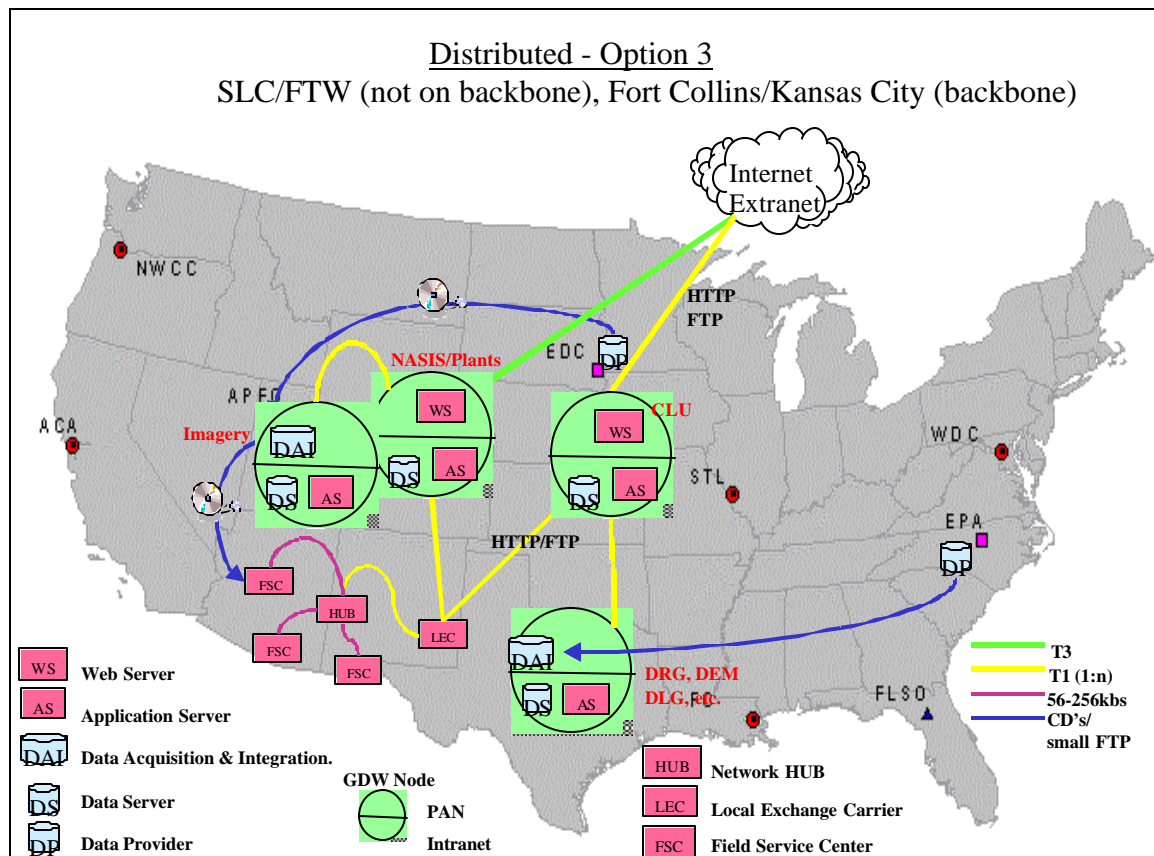 Distributed - Option 3
SLC/FTW (not on backbone), Fort Collins/Kansas City (backbone)
Internet
Extranet
NWCC
HTTP
FTP
EDC
DP
NASIS/Plants
WS
AS
DS
CLU
WS
AS
DS
Imagery
DAI
DS
AS
ACA
WDC
STL
EPA
DP
HTTP/FTP
FSC
HUB
FSC
FSC
LEC
DAI
DS
AS
DRG, DEM
DLG, etc.
FLSO
T3
T1 (1:n)
56-256kbs
CD's/
small FTP
WS
Web Server
AS
Application Server
DAI
Data Acquisition & Integration.
DS
Data Server
DP
Data Provider
GDW Node
PAN
Intranet
HUB
Network HUB
LEC
Local Exchange Carrier
FSC
Field Service Center